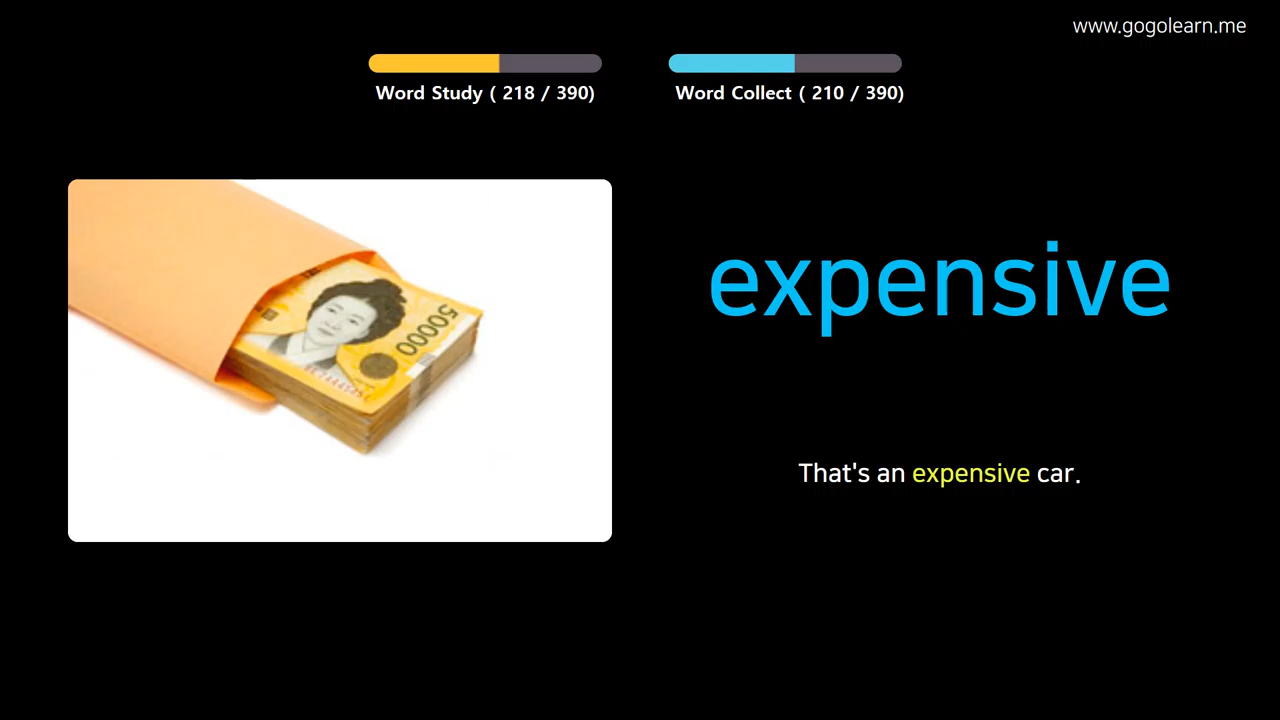 www.gogolearn.me
Word Study ( 218 / 390)
Word Collect ( 210 / 390)
expensive
50000
That's an expensive car.